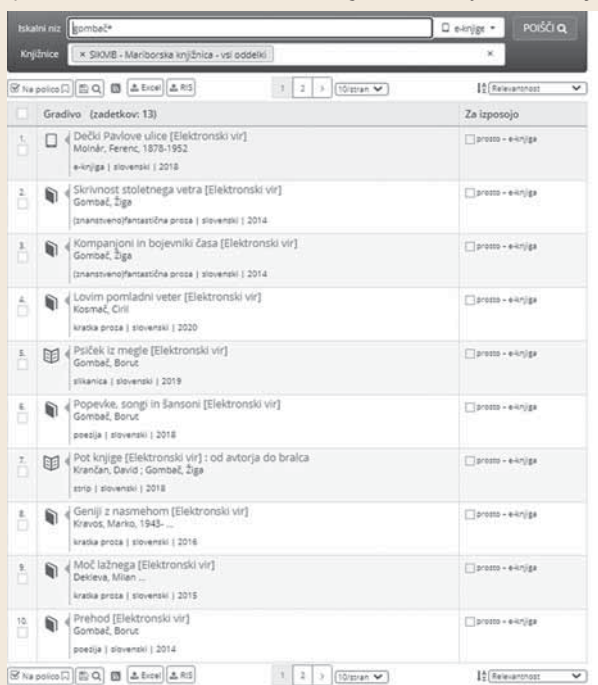 Iskalni niz gombač* e-knjige POIŠČI
Knjižnice × SIKMB - Mariborska knjižnica - vsi oddelki ×
Na polico Excel RIS 1 2 10/stran Relevantnost
Gradivo (zadetkov: 13) Za izposojo
1. Dečki Pavlove ulice [Elektronski vir] prosto – e-knjiga
Molnár, Ferenc, 1878-1952
e-knjiga | slovenski | 2018
2. Skrivnost stoletnega vetra [Elektronski vir] prosto – e-knjiga
Gombač, Žiga
(znanstveno)fantastična proza | slovenski | 2014
3. Kompanjoni in bojevniki časa [Elektronski vir] prosto – e-knjiga
Gombač, Žiga
(znanstveno)fantastična proza | slovenski | 2014
4. Lovim pomladni veter [Elektronski vir] prosto – e-knjiga
Kosmač, Ciril
kratka proza | slovenski | 2020
5. Psiček iz megle [Elektronski vir] prosto – e-knjiga
Gombač, Borut
slikanica | slovenski | 2019
6. Popevke, songi in šansoni [Elektronski vir] prosto – e-knjiga
Gombač, Borut
poezija | slovenski | 2018
7. Pot knjige [Elektronski vir] : od avtorja do bralca prosto – e-knjiga
Krančan, David ; Gombač, Žiga
strip | slovenski | 2018
8. Geniji z nasmehom [Elektronski vir] prosto – e-knjiga
Kravos, Marko, 1943- ...
kratka proza | slovenski | 2016
9. Moč lažnega [Elektronski vir] prosto – e-knjiga
Dekleva, Milan ...
kratka proza | slovenski | 2015
10. Prehod [Elektronski vir] prosto – e-knjiga
Gombač, Borut
poezija | slovenski | 2014
Na polico Excel RIS 1 2 10/stran Relevantnost